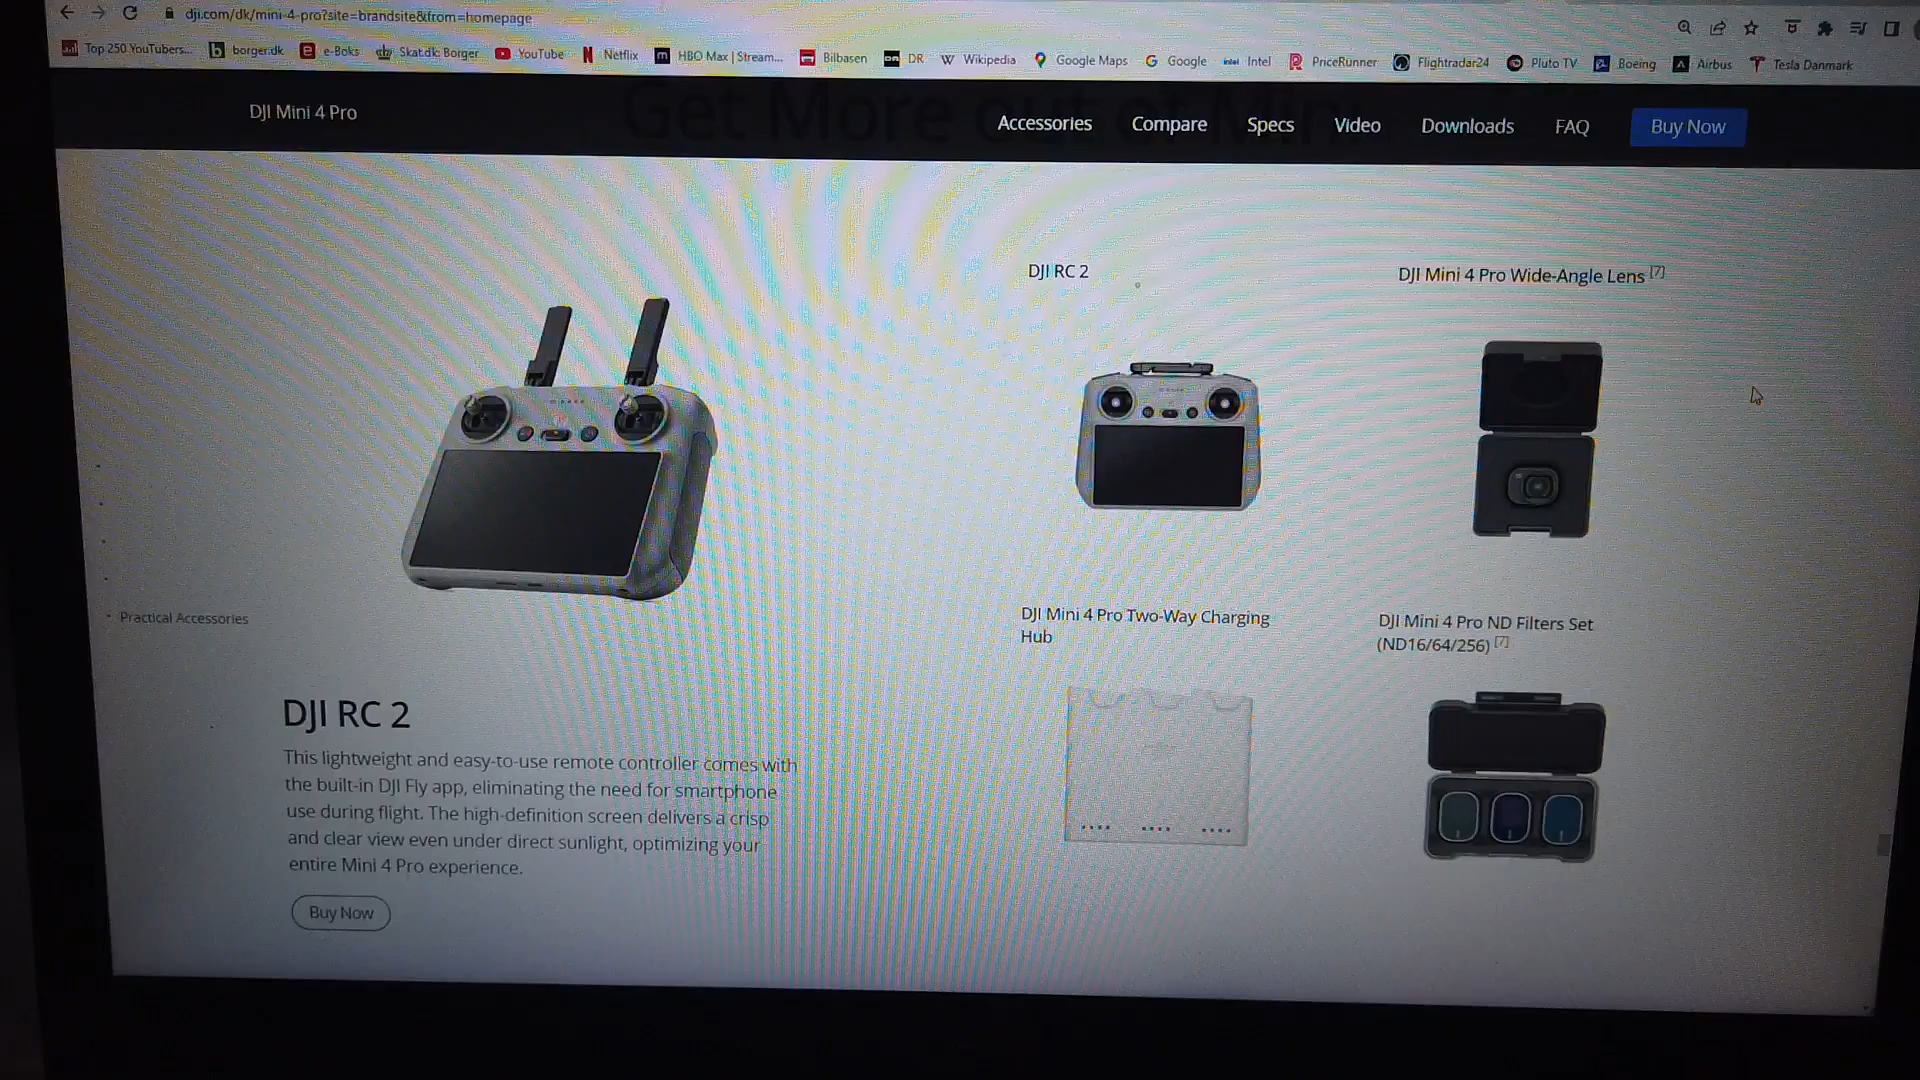 dji.com/dk/mini-4-pro?site=brandsite&from=homepage
Top 250 YouTubers... borger.dk e-Boks Skat.dk: Borger YouTube Netflix HBO Max | Stream... Bilbasen DR Wikipedia Google Maps Google Intel PriceRunner Flightradar24 Pluto TV Boeing Airbus Tesla Danmark
Get More out of Mini
DJI Mini 4 Pro Accessories Compare Specs Video Downloads FAQ Buy Now
DJI RC 2
DJI Mini 4 Pro Wide-Angle Lens [7]
Practical Accessories
DJI Mini 4 Pro Two-Way Charging
Hub
DJI Mini 4 Pro ND Filters Set
(ND16/64/256) [7]
DJI RC 2
This lightweight and easy-to-use remote controller comes with
the built-in DJI Fly app, eliminating the need for smartphone
use during flight. The high-definition screen delivers a crisp
and clear view even under direct sunlight, optimizing your
entire Mini 4 Pro experience.
Buy Now